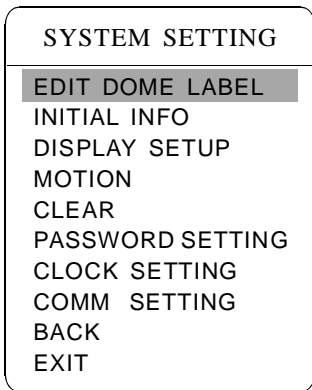 SYSTEM SETTING
EDIT DOME LABEL
INITIAL INFO
DISPLAY SETUP
MOTION
CLEAR
PASSWORD SETTING
CLOCK SETTING
COMM SETTING
BACK
EXIT